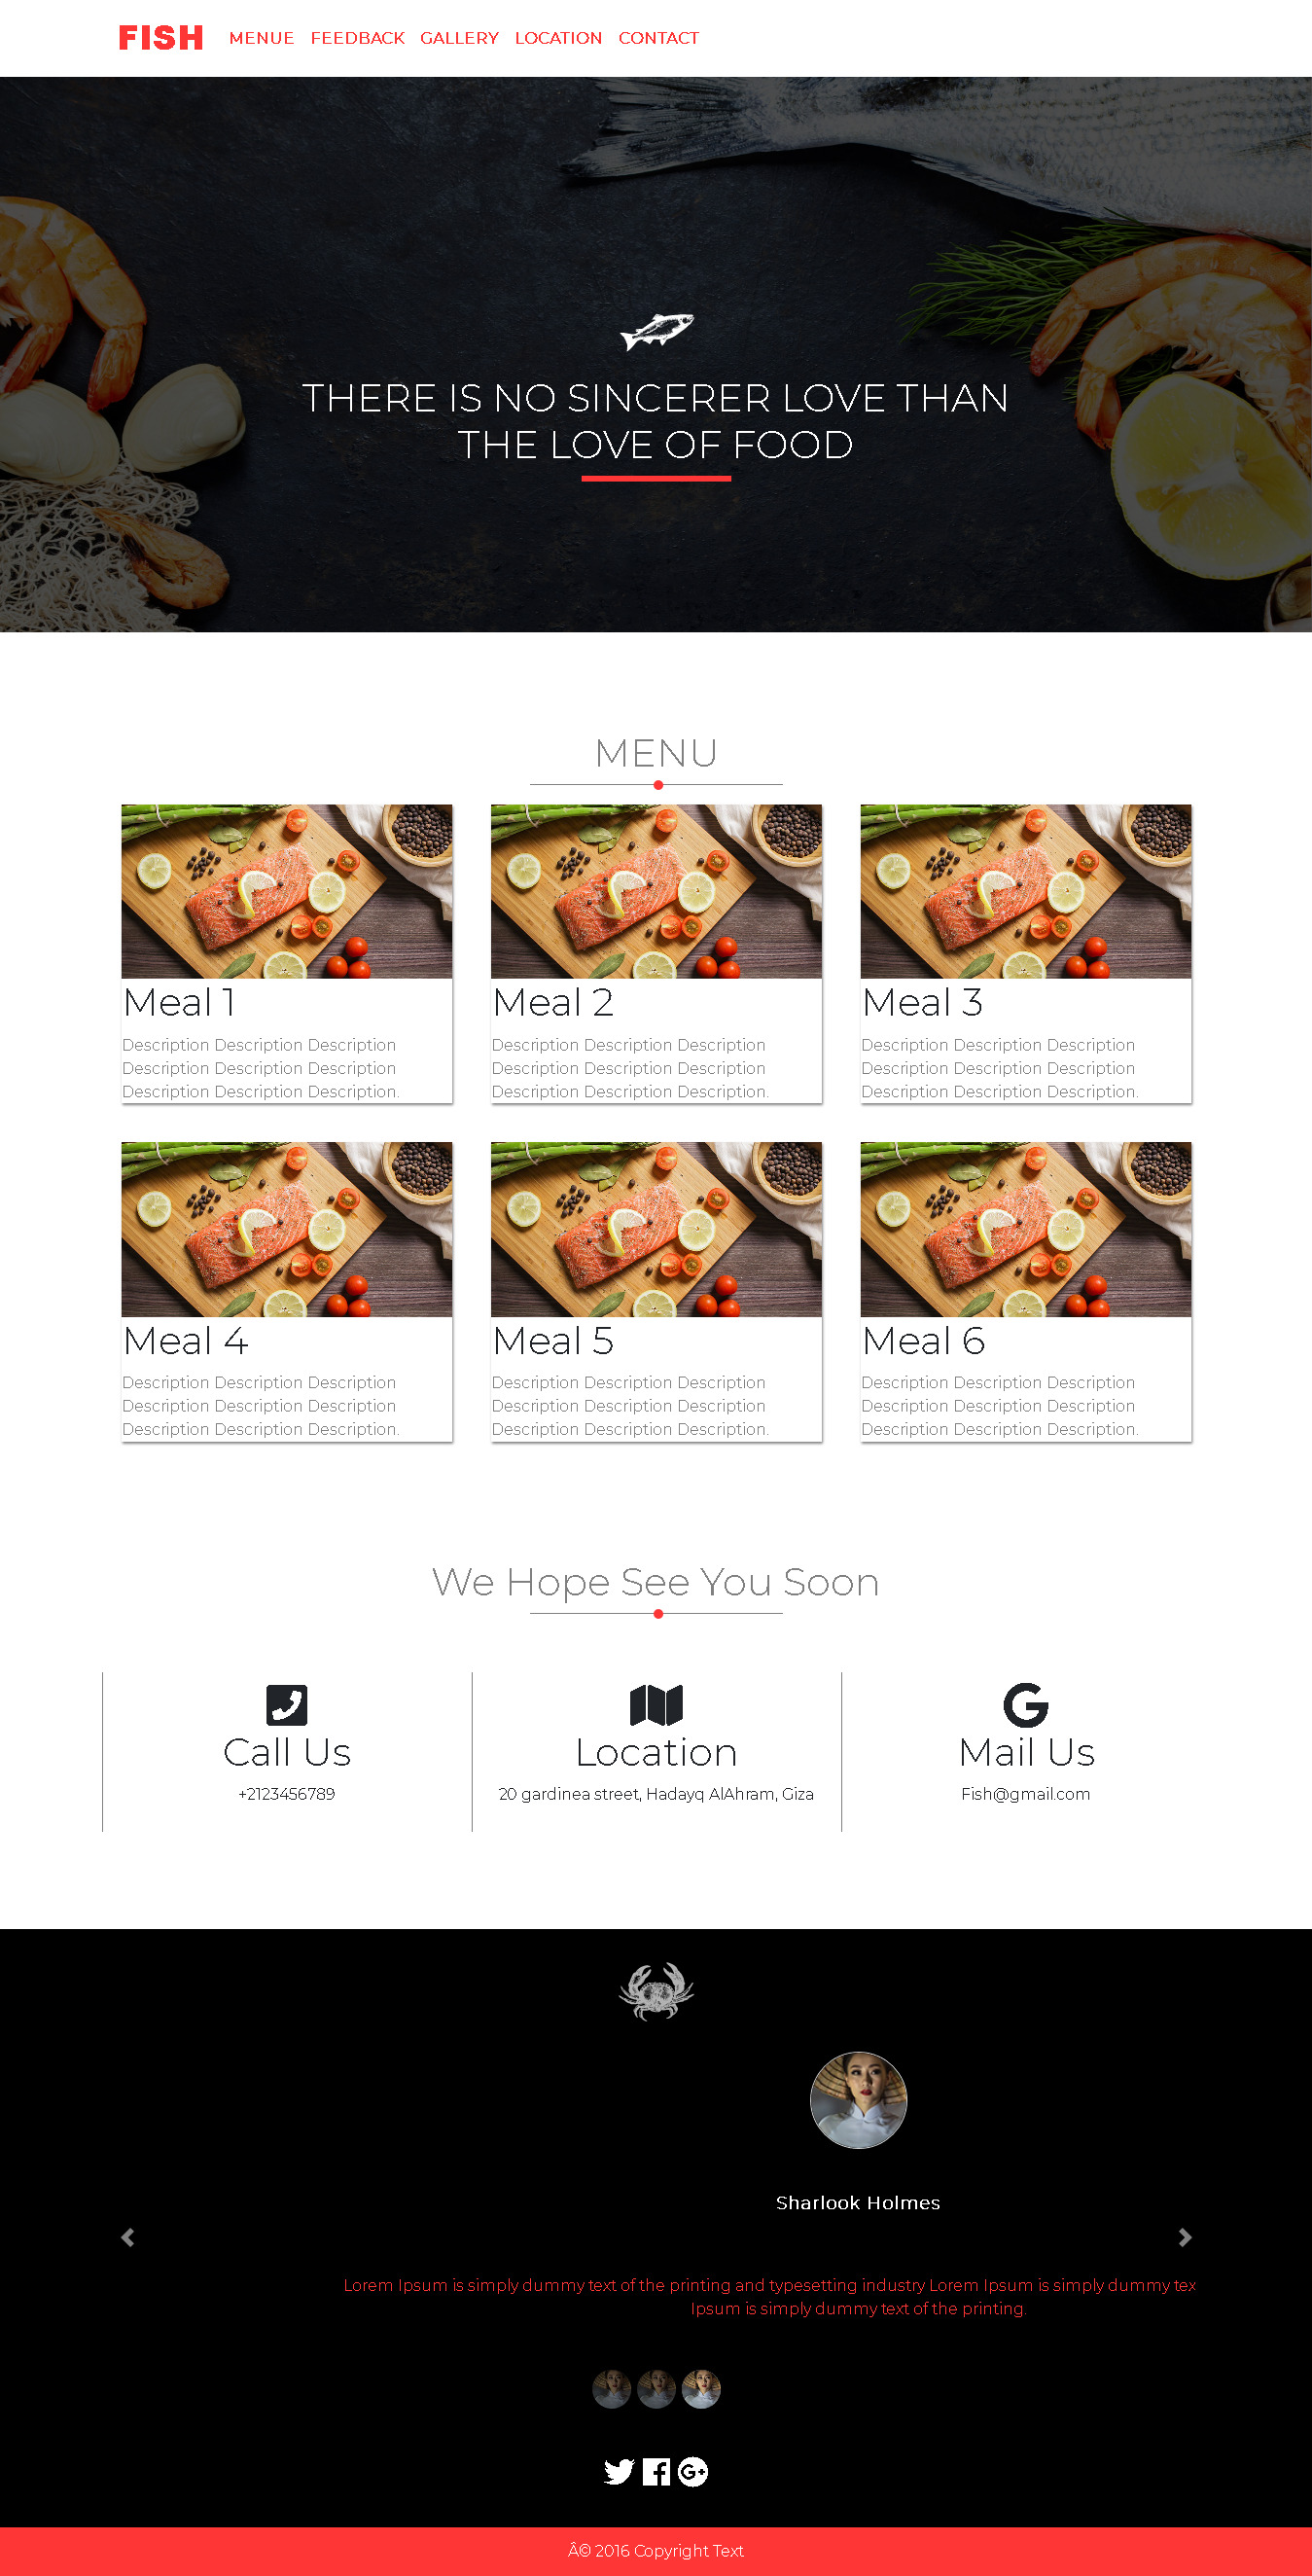 FISH MENUE FEEDBACK GALLERY LOCATION CONTACT
THERE IS NO SINCERER LOVE THAN
THE LOVE OF FOOD
MENU
Meal 1
Description Description Description
Description Description Description
Description Description Description.
Meal 2
Description Description Description
Description Description Description
Description Description Description.
Meal 3
Description Description Description
Description Description Description
Description Description Description.
Meal 4
Description Description Description
Description Description Description
Description Description Description.
Meal 5
Description Description Description
Description Description Description
Description Description Description.
Meal 6
Description Description Description
Description Description Description
Description Description Description.
We Hope See You Soon
Call Us
+2123456789
Location
20 gardinea street, Hadayq AlAhram, Giza
Mail Us
Fish@gmail.com
Sharlook Holmes
Lorem Ipsum is simply dummy text of the printing and typesetting industry Lorem Ipsum is simply dummy tex
Ipsum is simply dummy text of the printing.
Â© 2016 Copyright Text